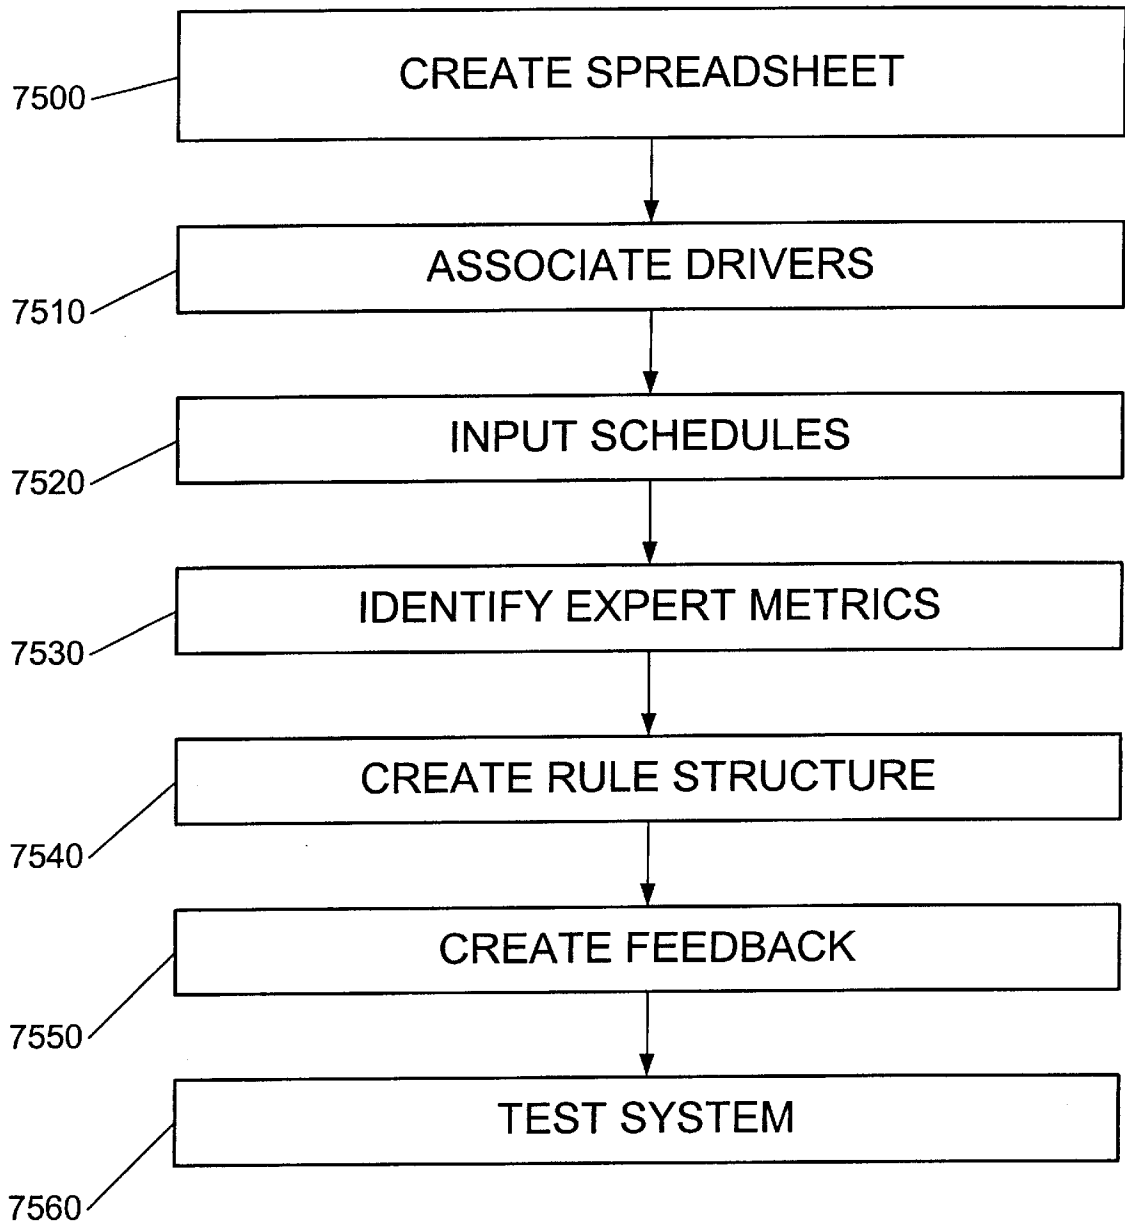 CREATE SPREADSHEET
7500
ASSOCIATE DRIVERS
7510
INPUT SCHEDULES
7520
IDENTIFY EXPERT METRICS
7530
CREATE RULE STRUCTURE
7540
CREATE FEEDBACK
7550
TEST SYSTEM
7560